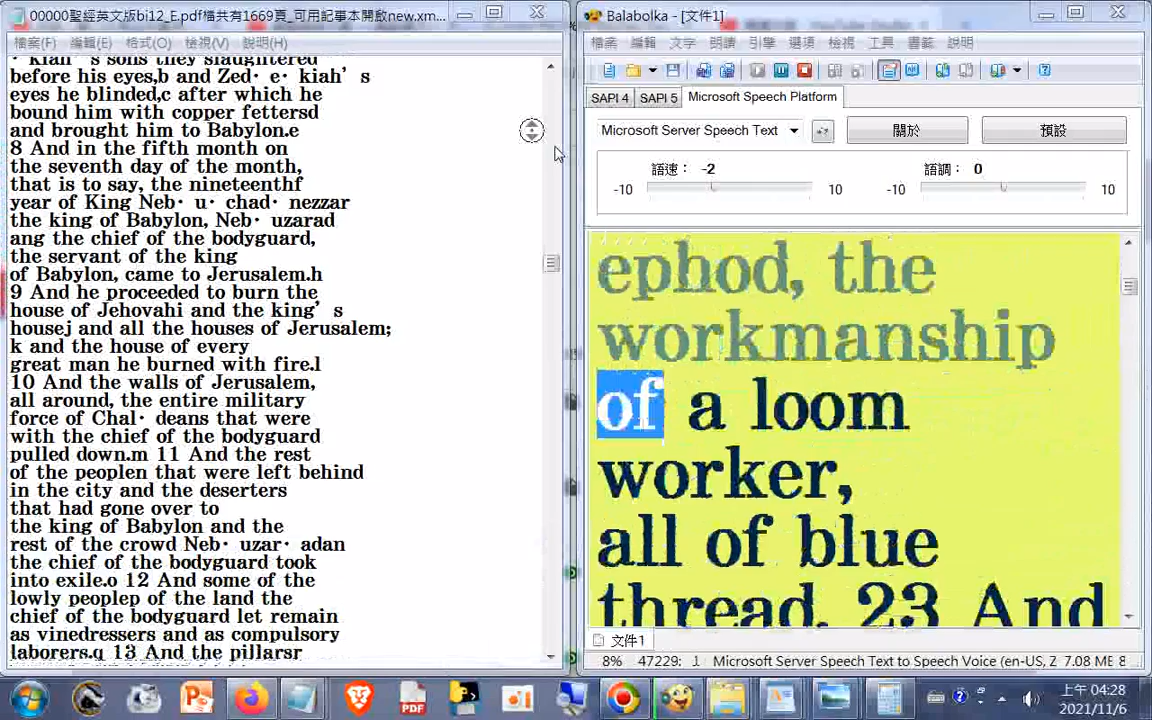 00000聖經英文版bi12_E.pdf檔共有1669頁_可用記事本開啟new.xm...
檔案(F) 編輯(E) 格式(O) 檢視(V) 說明(H)
· kiah's sons they slaughtered
before his eyes,b and Zed· e· kiah's
eyes he blinded,c after which he
bound him with copper fettersd
and brought him to Babylon.e
8 And in the fifth month on
the seventh day of the month,
that is to say, the nineteenthf
year of King Neb· u· chad· nezzar
the king of Babylon, Neb· uzarad
ang the chief of the bodyguard,
the servant of the king
of Babylon, came to Jerusalem.h
9 And he proceeded to burn the
house of Jehovahi and the king's
housej and all the houses of Jerusalem;
k and the house of every
great man he burned with fire.l
10 And the walls of Jerusalem,
all around, the entire military
force of Chal· deans that were
with the chief of the bodyguard
pulled down.m 11 And the rest
of the peoplen that were left behind
in the city and the deserters
that had gone over to
the king of Babylon and the
rest of the crowd Neb· uzar· adan
the chief of the bodyguard took
into exile.o 12 And some of the
lowly peoplep of the land the
chief of the bodyguard let remain
as vinedressers and as compulsory
laborers.q 13 And the pillarsr
Balabolka - [文件1]
檔案 編輯 文字 朗讀 引擎 選項 檢視 工具 書籤 說明
SAPI 4 SAPI 5 Microsoft Speech Platform
Microsoft Server Speech Text 關於 預設
語速： -2 語調： 0
-10 10 -10 10
ephod, the
workmanship
of a loom
worker,
all of blue
thread. 23 And
文件1
8% 47229: 1 Microsoft Server Speech Text to Speech Voice (en-US, Z 7.08 MB 8
PDF
上午 04:28
2021/11/6